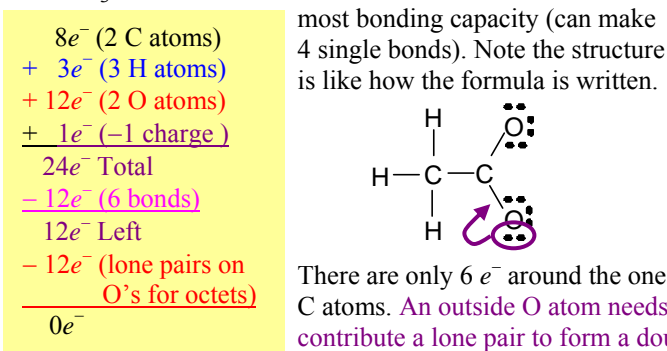 8e⁻ (2 C atoms)
+ 3e⁻ (3 H atoms)
+ 12e⁻ (2 O atoms)
+ 1e⁻ (−1 charge )
24e⁻ Total
− 12e⁻ (6 bonds)
12e⁻ Left
− 12e⁻ (lone pairs on
O’s for octets)
0e⁻
most bonding capacity (can make
4 single bonds). Note the structure
is like how the formula is written.
H O
H C C
H O
There are only 6 e⁻ around the one
C atoms. An outside O atom needs
contribute a lone pair to form a